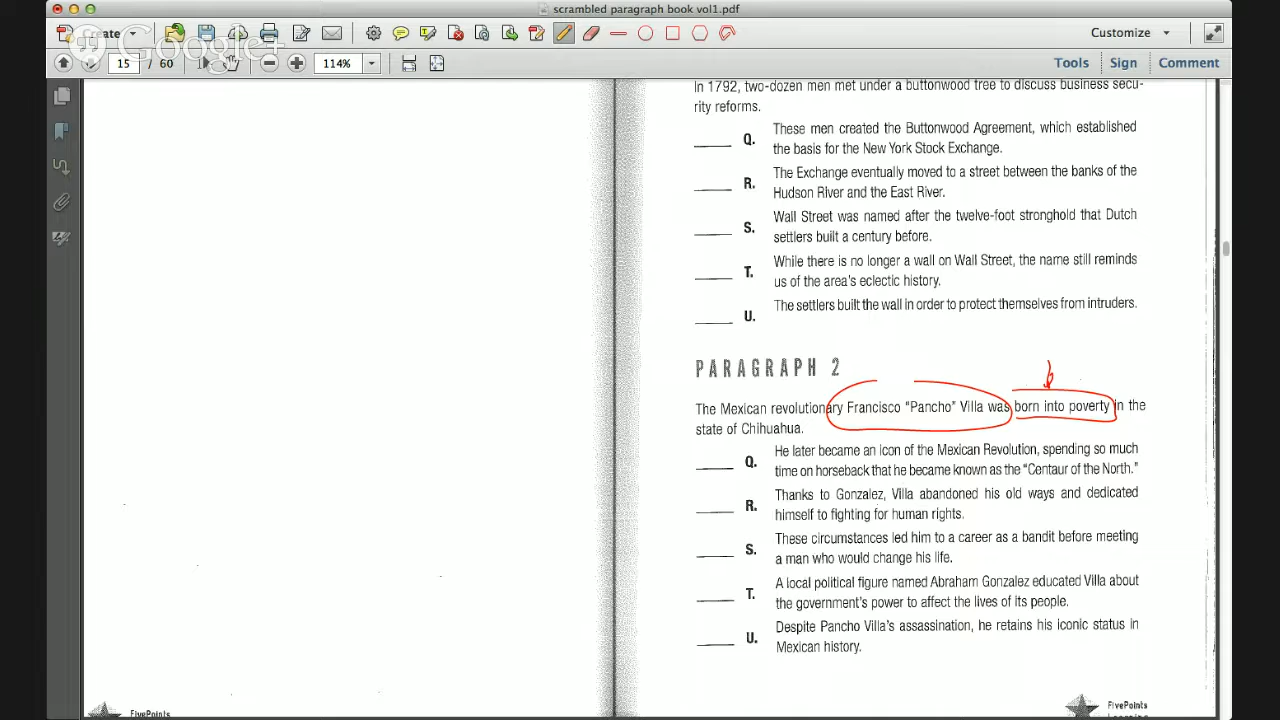 scrambled paragraph book vol1.pdf
Create
Google+
Customize
15 / 60
114%
Tools
Sign
Comment
In 1792, two-dozen men met under a buttonwood tree to discuss business secu-
rity reforms.
____ Q. These men created the Buttonwood Agreement, which established
the basis for the New York Stock Exchange.
____ R. The Exchange eventually moved to a street between the banks of the
Hudson River and the East River.
____ S. Wall Street was named after the twelve-foot stronghold that Dutch
settlers built a century before.
____ T. While there is no longer a wall on Wall Street, the name still reminds
us of the area's eclectic history.
____ U. The settlers built the wall in order to protect themselves from intruders.
PARAGRAPH 2
The Mexican revolutionary Francisco "Pancho" Villa was born into poverty in the
state of Chihuahua.
____ Q. He later became an icon of the Mexican Revolution, spending so much
time on horseback that he became known as the "Centaur of the North."
____ R. Thanks to Gonzalez, Villa abandoned his old ways and dedicated
himself to fighting for human rights.
____ S. These circumstances led him to a career as a bandit before meeting
a man who would change his life.
____ T. A local political figure named Abraham Gonzalez educated Villa about
the government's power to affect the lives of its people.
____ U. Despite Pancho Villa's assassination, he retains his iconic status in
Mexican history.
FivePoints
FivePoints